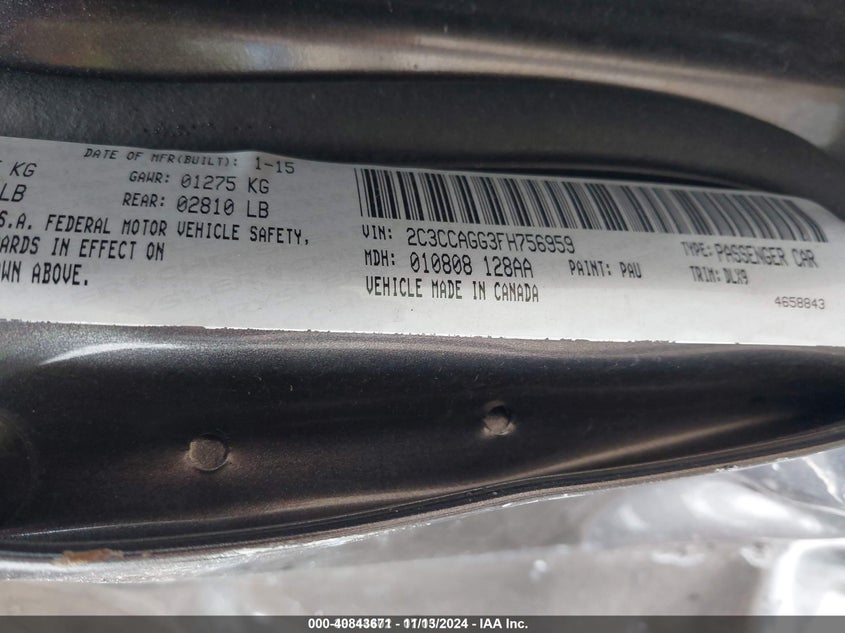 KG
LB
S.A. FEDERAL MOTOR VEHICLE SAFETY,
ARDS IN EFFECT ON
WN ABOVE.
DATE OF MFR(BUILT): 1-15
GAWR: 01275 KG
REAR: 02810 LB
VIN: 2C3CCAGG3FH756959
MDH: 010808 128AA
PAINT: PAU
VEHICLE MADE IN CANADA
TYPE: PASSENGER CAR
TRIM: DLX9
4658843
000-40843671 - 11/13/2024 - IAA Inc.